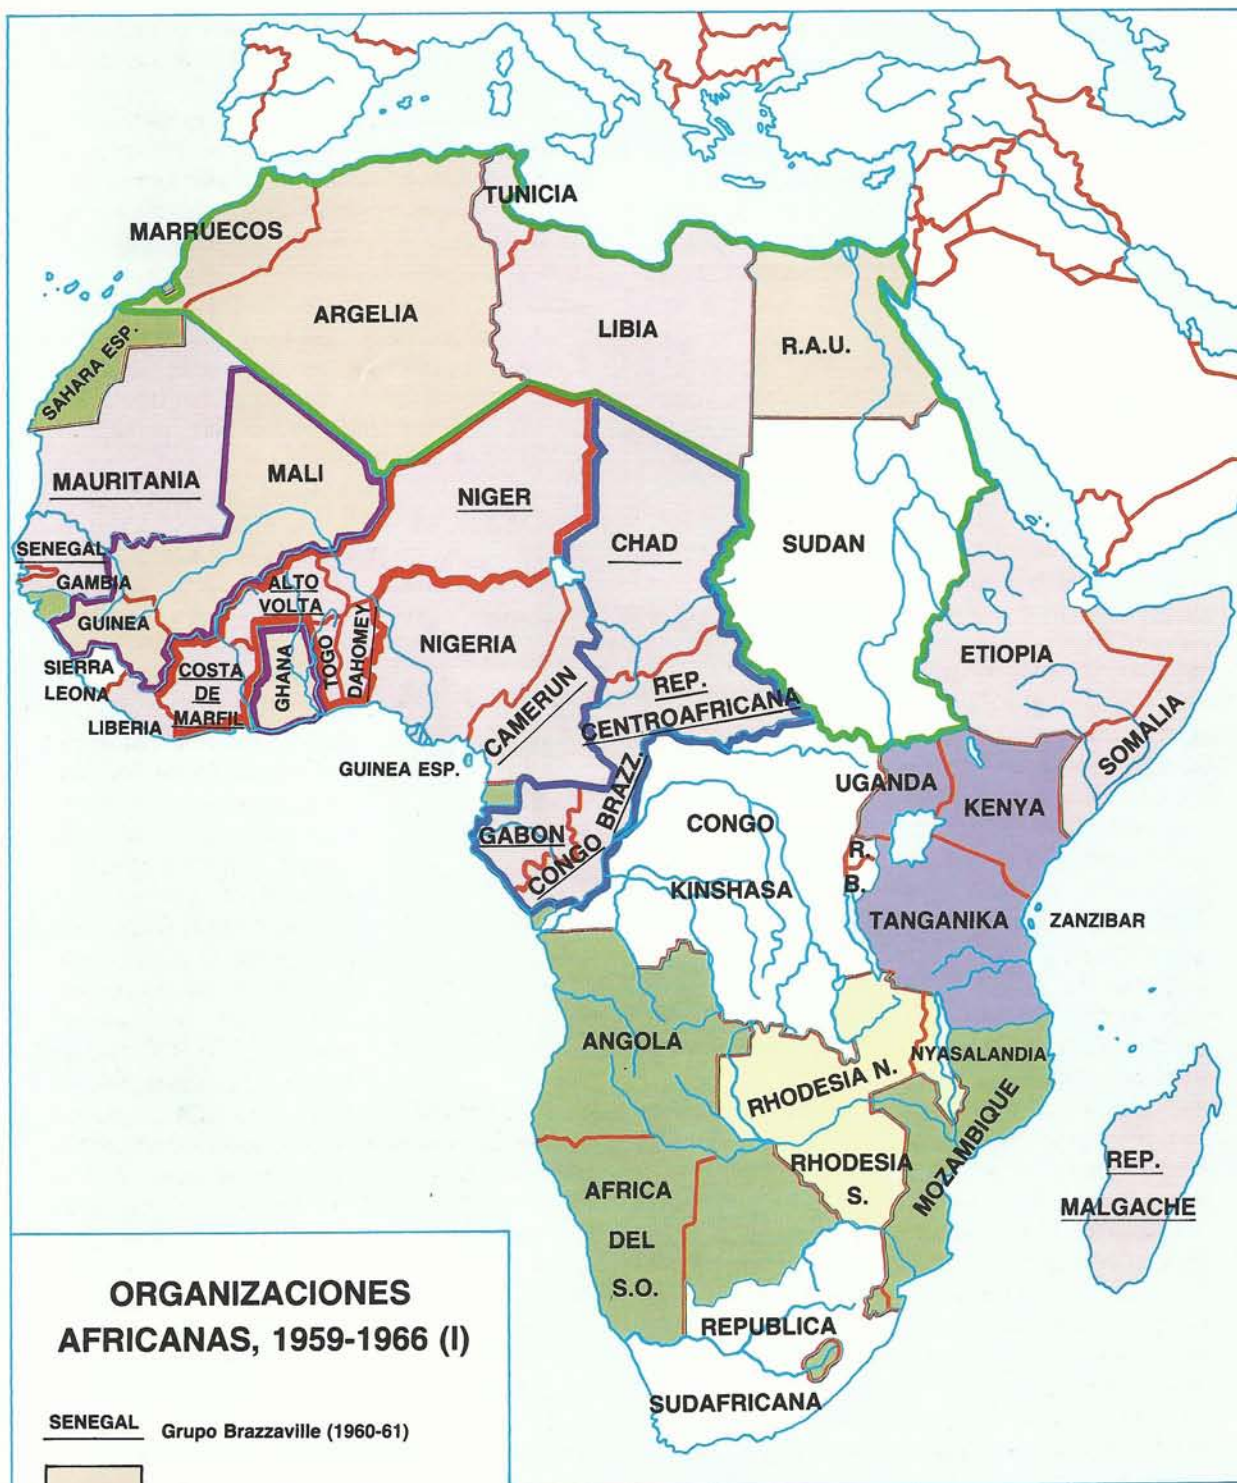 TUNICIA
MARRUECOS
ARGELIA
LIBIA
R.A.U.
SAHARA ESP.
MAURITANIA
MALI
NIGER
CHAD
SUDAN
SENEGAL
GAMBIA
ALTO
VOLTA
GUINEA
SIERRA
LEONA
LIBERIA
COSTA
DE
MARFIL
GHANA
TOGO
DAHOMEY
NIGERIA
CAMERUN
REP.
CENTROAFRICANA
ETIOPIA
SOMALIA
GUINEA ESP.
GABON
CONGO BRAZZ.
CONGO
KINSHASA
UGANDA
KENYA
R.
B.
TANGANIKA
ZANZIBAR
ANGOLA
RHODESIA N.
NYASALANDIA
MOZAMBIQUE
RHODESIA
S.
AFRICA
DEL
S.O.
REP.
MALGACHE
REPUBLICA
SUDAFRICANA
ORGANIZACIONES
AFRICANAS, 1959-1966 (I)
SENEGAL Grupo Brazzaville (1960-61)